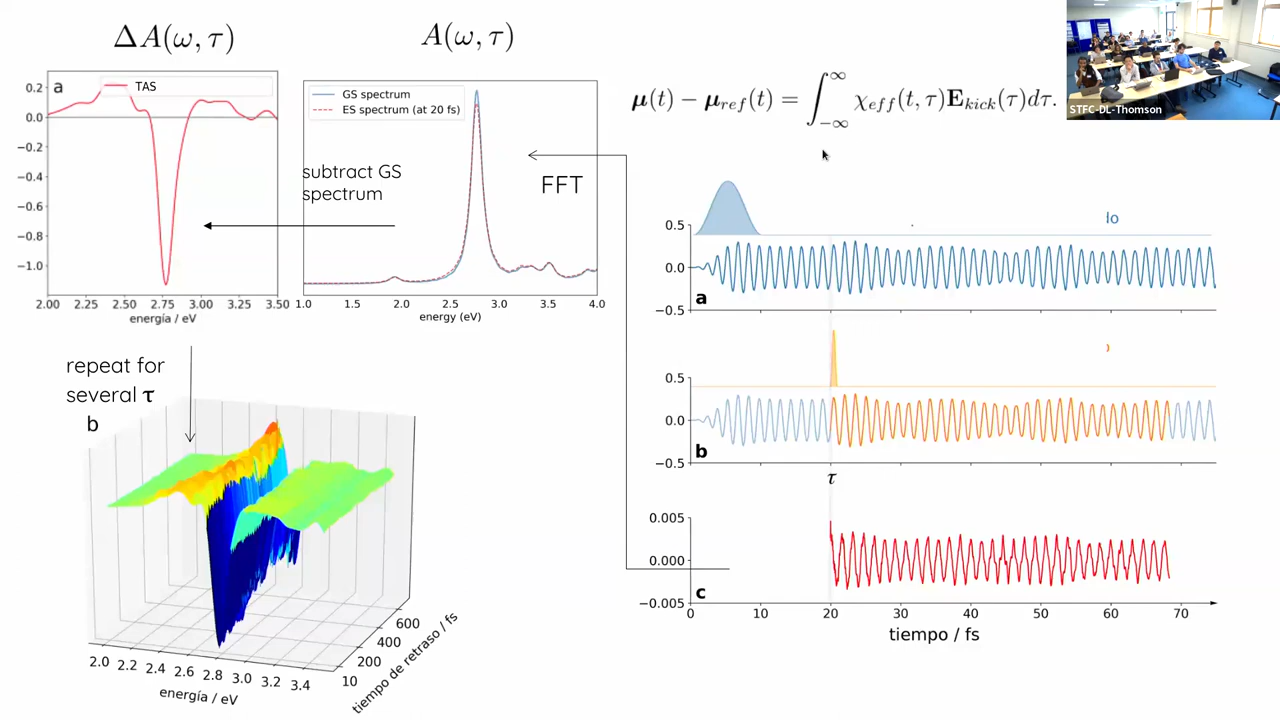 ΔA(ω, τ)
A(ω, τ)
a
TAS
0.2
0.0
−0.2
−0.4
−0.6
−0.8
−1.0
2.00 2.25 2.50 2.75 3.00 3.25 3.50
energía / eV
GS spectrum
ES spectrum (at 20 fs)
1.0 1.5 2.0 2.5 3.0 3.5 4.0
energy (eV)
subtract GS
spectrum
FFT
μ(t) − μ_ref(t) = ∫_{−∞}^{∞} χ_eff(t, τ)E_kick(τ)dτ.
STFC-DL-Thomson
lo
0.5
0.0
−0.5
a
0.5
0.0
−0.5
b
τ
0.005
0.000
−0.005
c
0 10 20 30 40 50 60 70
tiempo / fs
repeat for
several τ
b
2.0 2.2 2.4 2.6 2.8 3.0 3.2 3.4
energía / eV
10 200 400 600
tiempo de retraso / fs